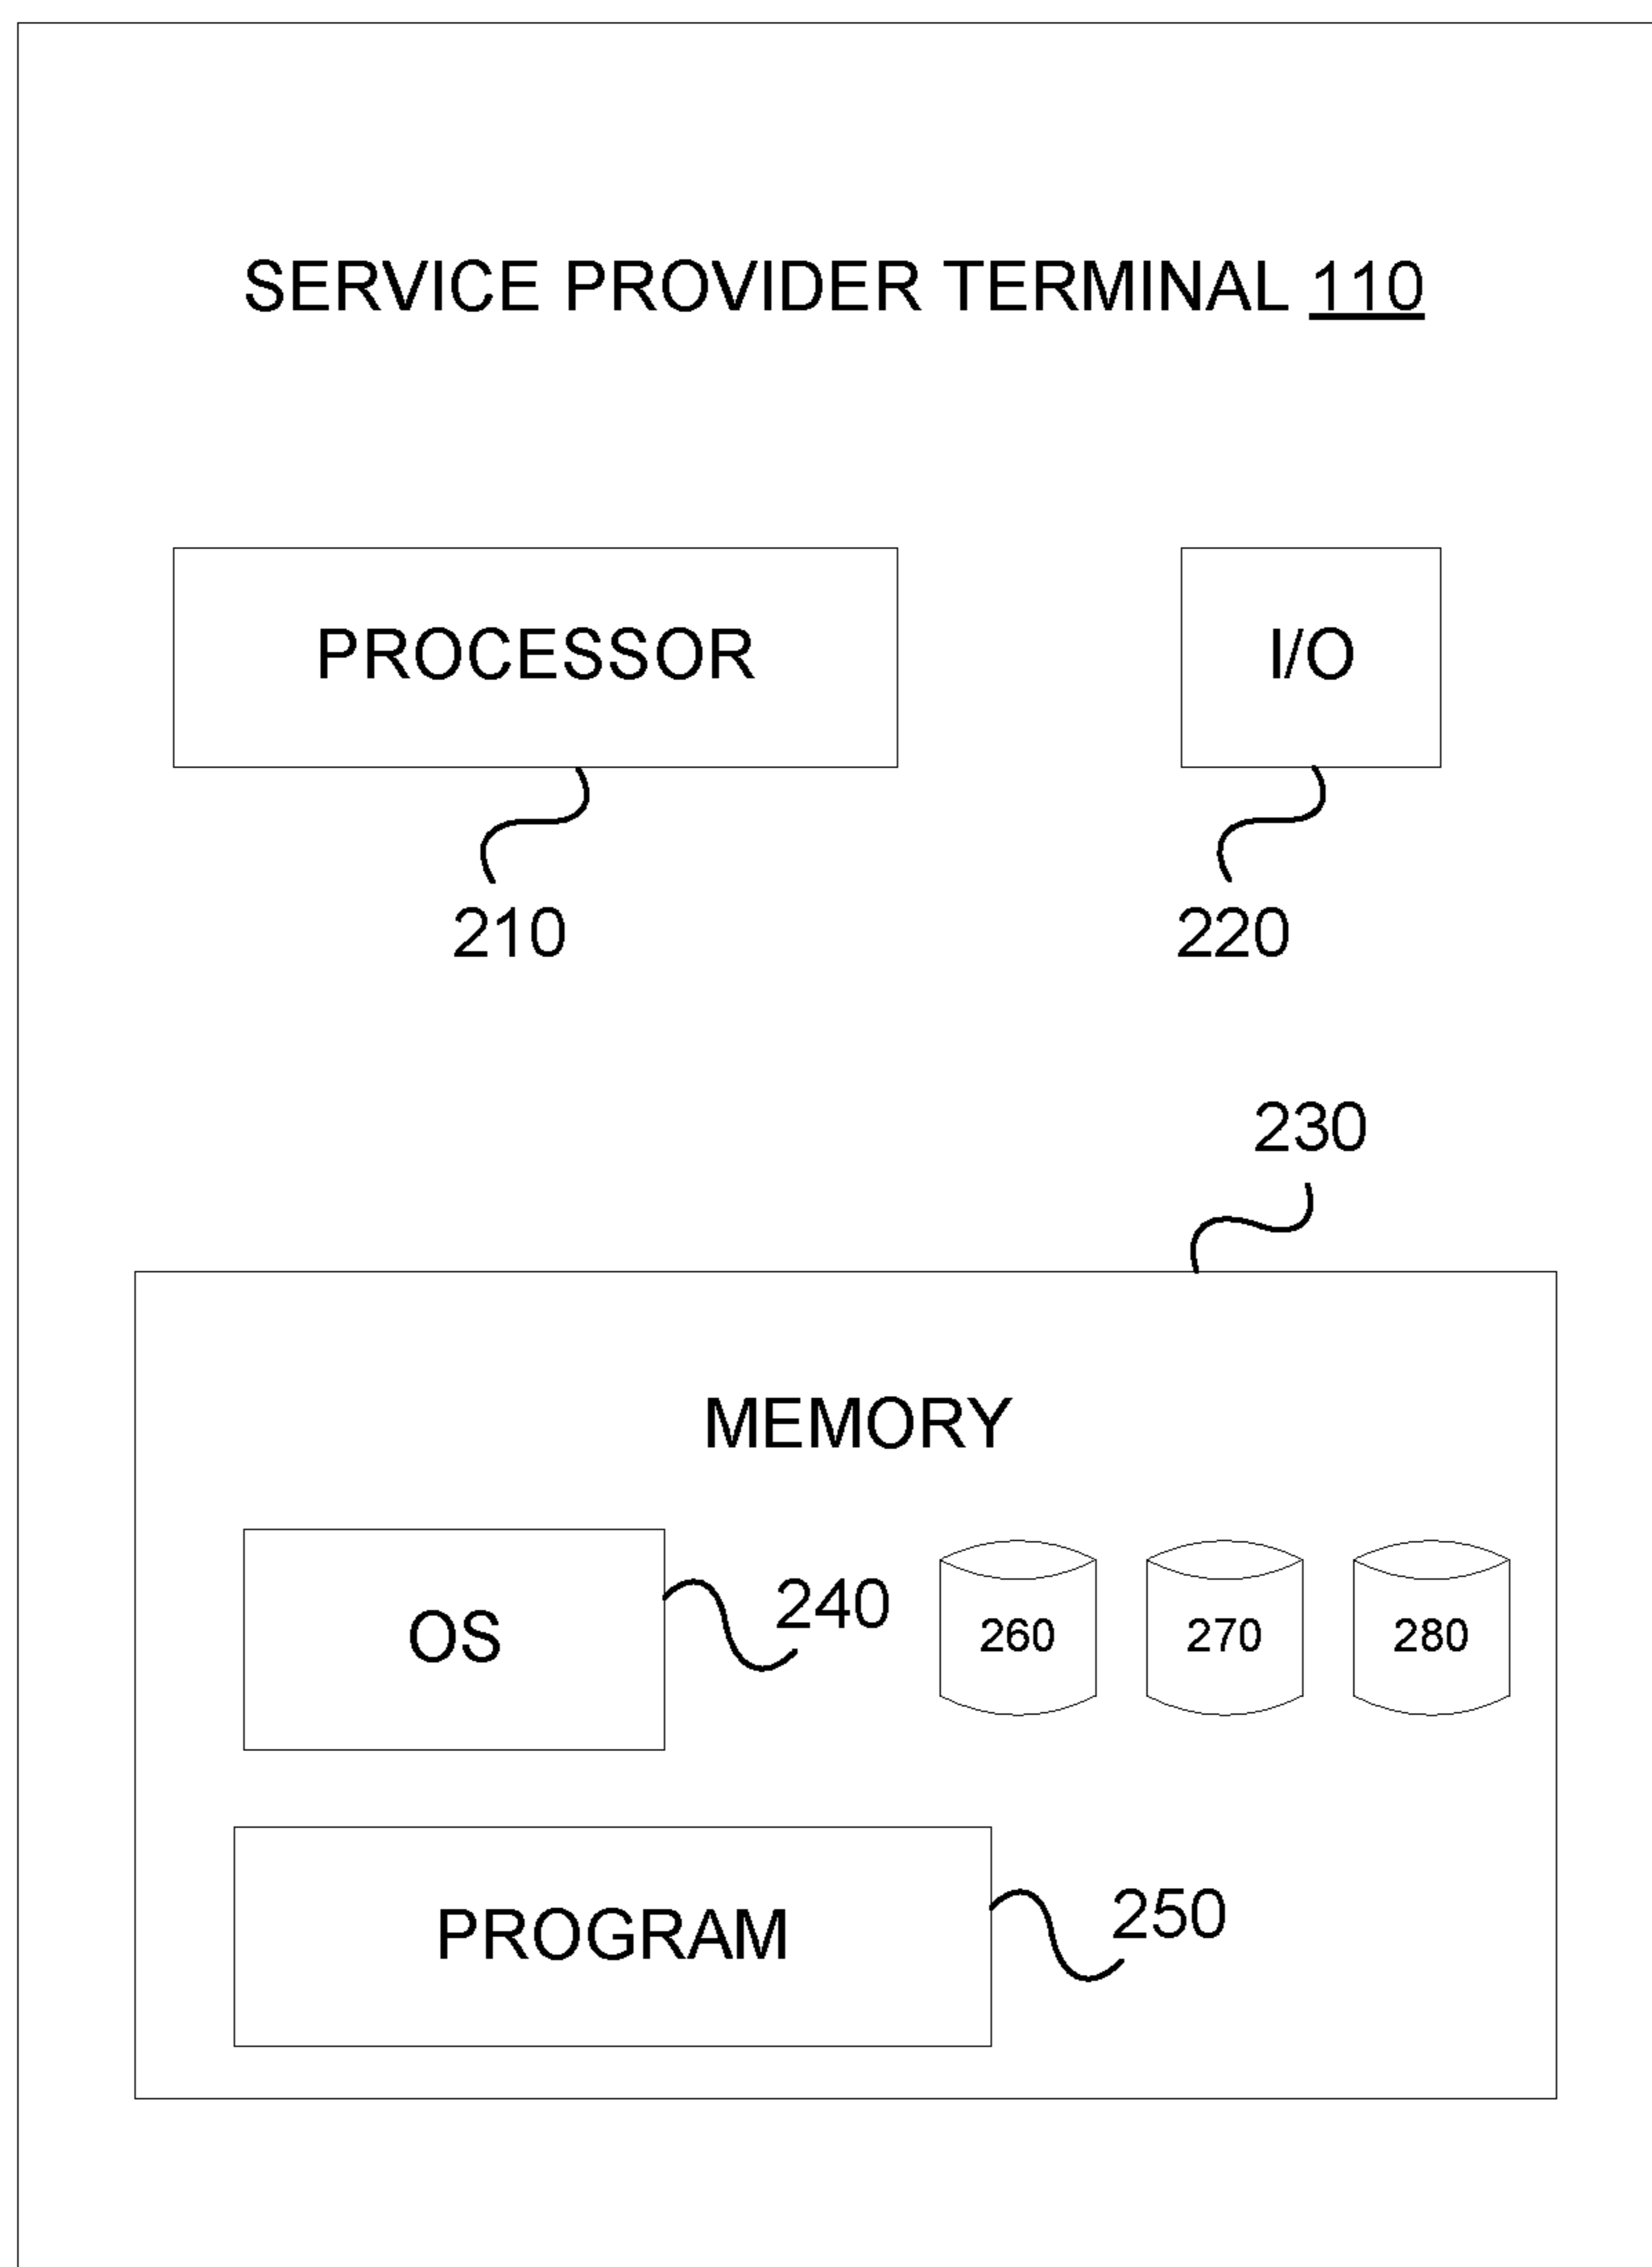 SERVICE PROVIDER TERMINAL 110
PROCESSOR
I/O
210
220
230
MEMORY
OS
240
260
270
280
PROGRAM
250